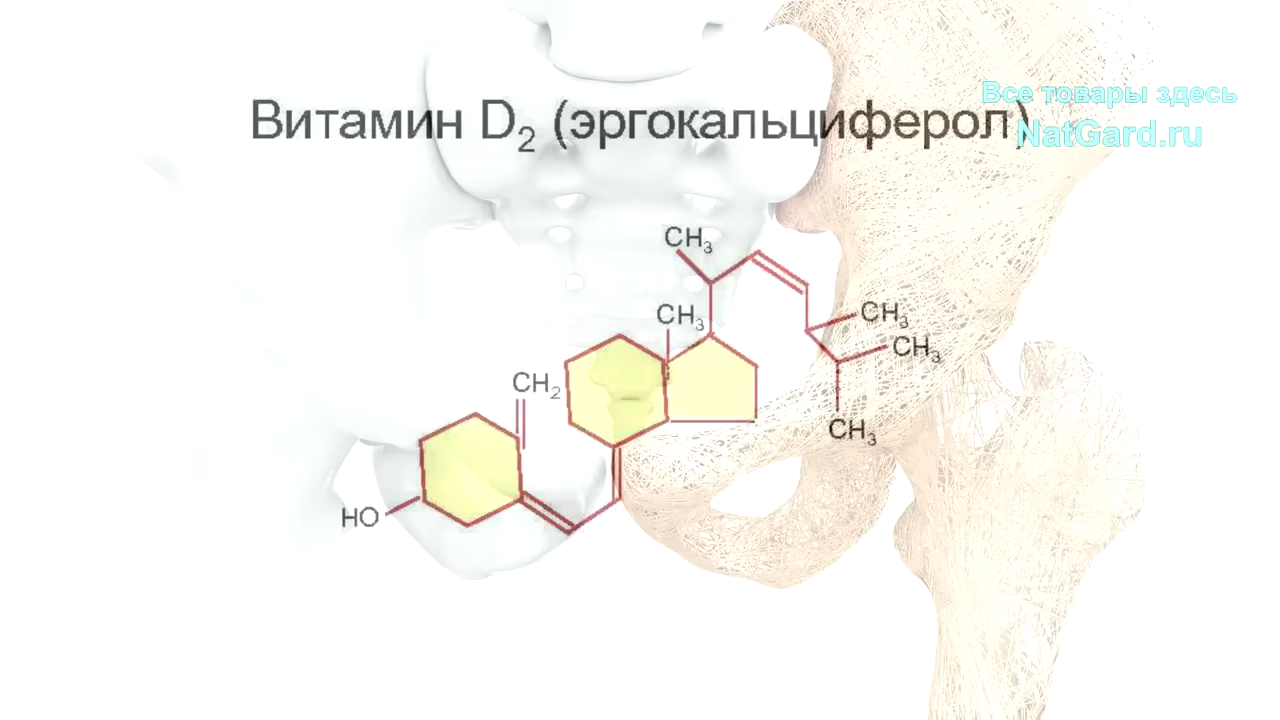 Все товары здесь
Витамин D₂ (эргокальциферол)
NatGard.ru
CH₃
CH₃
CH₃
CH₃
CH₂
CH₃
HO